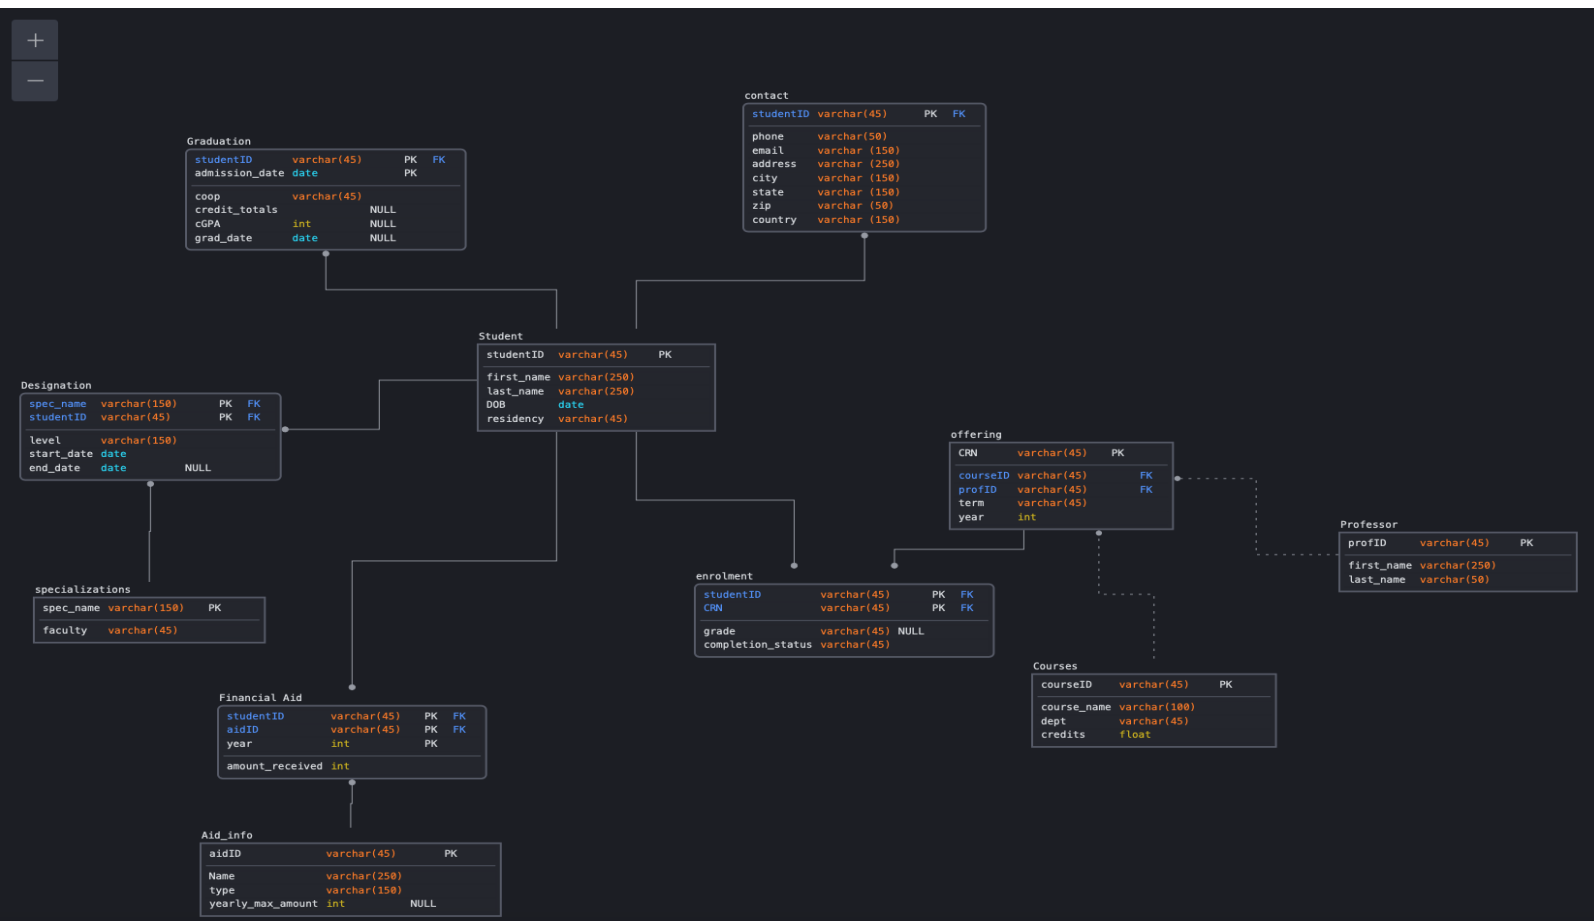 +
−
contact
studentID varchar(45) PK FK
phone varchar(50)
email varchar (150)
address varchar (250)
city varchar (150)
state varchar (150)
zip varchar (50)
country varchar (150)
Graduation
studentID varchar(45) PK FK
admission_date date PK
coop varchar(45)
credit_totals NULL
cGPA int NULL
grad_date date NULL
Student
studentID varchar(45) PK
first_name varchar(250)
last_name varchar(250)
DOB date
residency varchar(45)
Designation
spec_name varchar(150) PK FK
studentID varchar(45) PK FK
level varchar(150)
start_date date
end_date date NULL
offering
CRN varchar(45) PK
courseID varchar(45) FK
profID varchar(45) FK
term varchar(45)
year int
Professor
profID varchar(45) PK
first_name varchar(250)
last_name varchar(50)
specializations
spec_name varchar(150) PK
faculty varchar(45)
enrolment
studentID varchar(45) PK FK
CRN varchar(45) PK FK
grade varchar(45) NULL
completion_status varchar(45)
Courses
courseID varchar(45) PK
course_name varchar(100)
dept varchar(45)
credits float
Financial Aid
studentID varchar(45) PK FK
aidID varchar(45) PK FK
year int PK
amount_received int
Aid_info
aidID varchar(45) PK
Name varchar(250)
type varchar(150)
yearly_max_amount int NULL